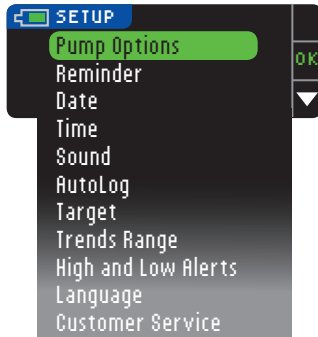 SETUP
Pump Options
OK
Reminder
Date
Time
Sound
AutoLog
Target
Trends Range
High and Low Alerts
Language
Customer Service